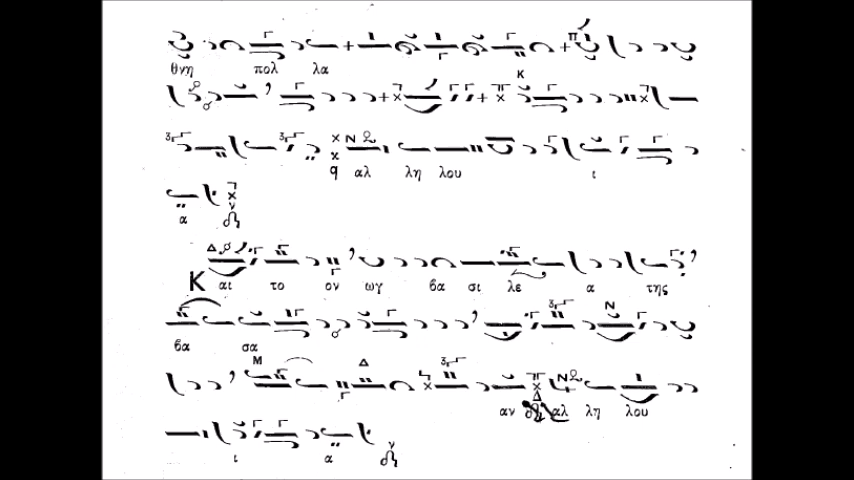 θνη πολ λα
αλ λη λου ι
α
Και το ον ωγ βα σι λε α της
βα σα
αν αλ λη λου
ι α